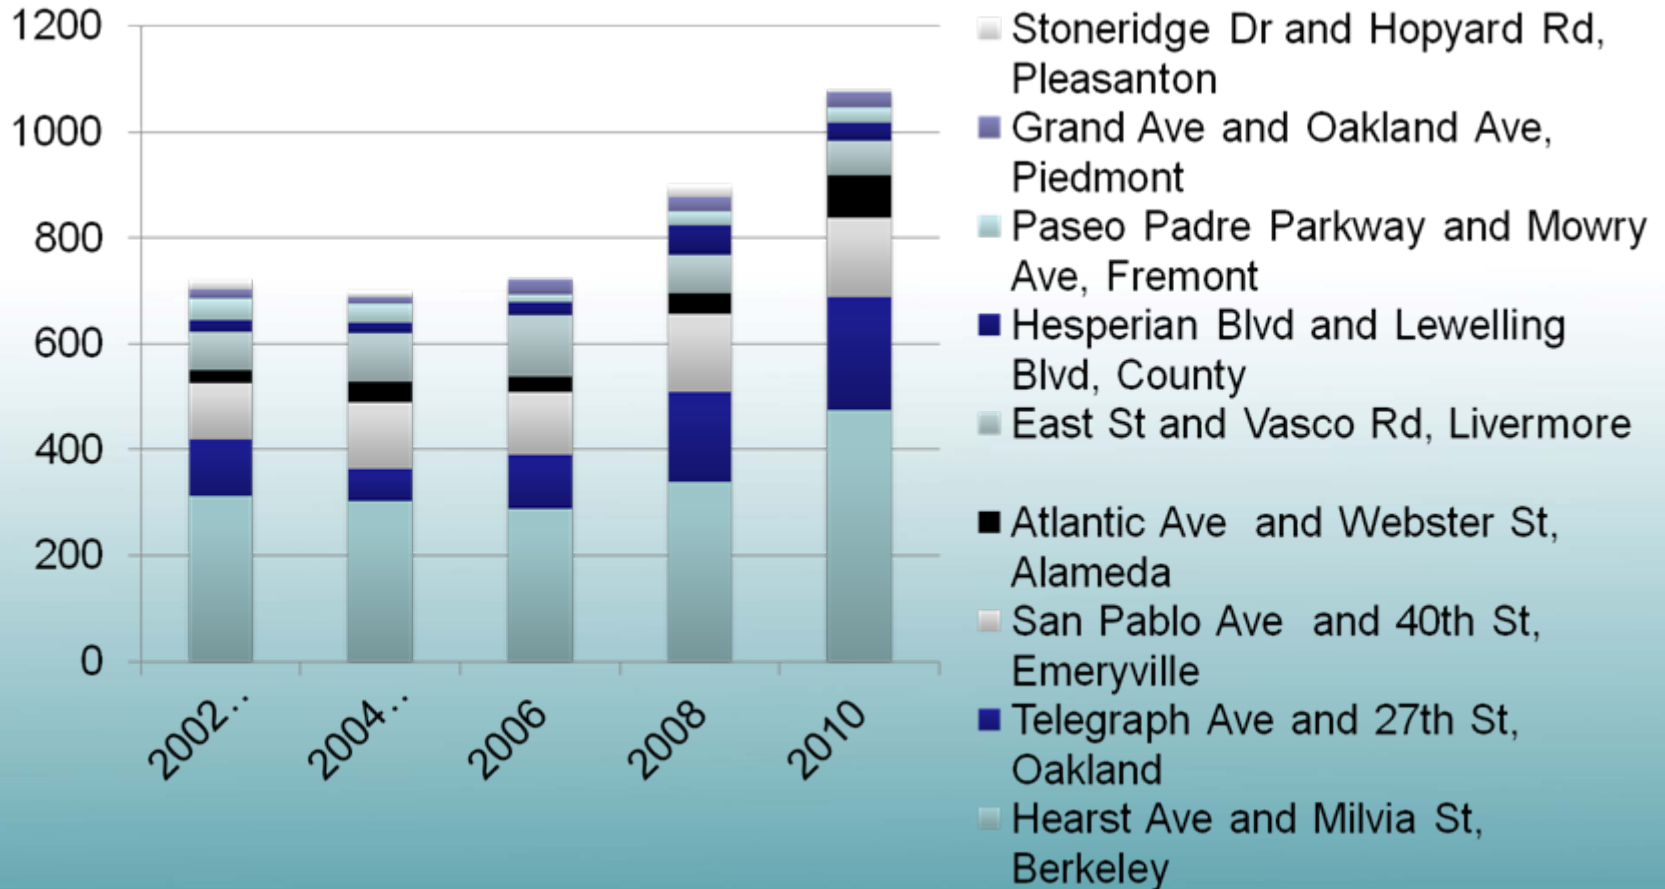 1200
1000
800
600
400
200
0
2002..
2004..
2006
2008
2010
Stoneridge Dr and Hopyard Rd,
Pleasanton
Grand Ave and Oakland Ave,
Piedmont
Paseo Padre Parkway and Mowry
Ave, Fremont
Hesperian Blvd and Lewelling
Blvd, County
East St and Vasco Rd, Livermore
Atlantic Ave and Webster St,
Alameda
San Pablo Ave and 40th St,
Emeryville
Telegraph Ave and 27th St,
Oakland
Hearst Ave and Milvia St,
Berkeley